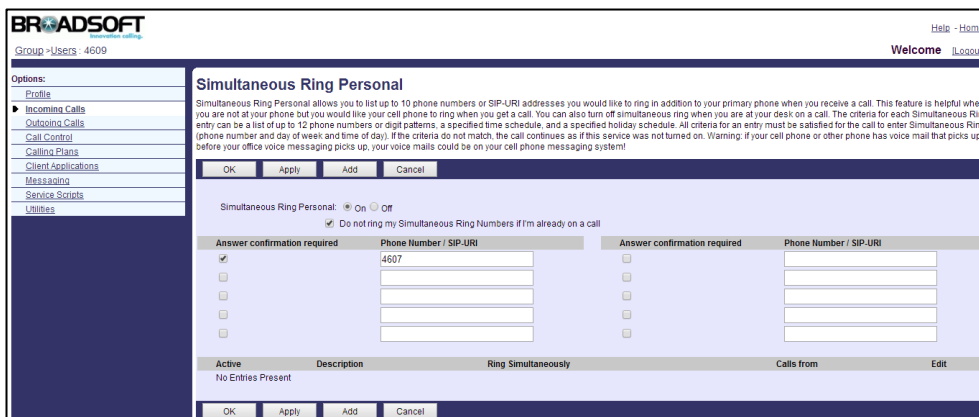 BROADSOFT
innovation calling.
Help - Hom
Group >Users : 4609
Welcome [Logou
Options:
Profile
Incoming Calls
Outgoing Calls
Call Control
Calling Plans
Client Applications
Messaging
Service Scripts
Utilities
Simultaneous Ring Personal
Simultaneous Ring Personal allows you to list up to 10 phone numbers or SIP-URI addresses you would like to ring in addition to your primary phone when you receive a call. This feature is helpful whe
you are not at your phone but you would like your cell phone to ring when you get a call. You can also turn off simultaneous ring when you are at your desk on a call. The criteria for each Simultaneous Rin
entry can be a list of up to 12 phone numbers or digit patterns, a specified time schedule, and a specified holiday schedule. All criteria for an entry must be satisfied for the call to enter Simultaneous Rin
(phone number and day of week and time of day). If the criteria do not match, the call continues as if this service was not turned on. Warning: if your cell phone or other phone has voice mail that picks up
before your office voice messaging picks up, your voice mails could be on your cell phone messaging system!
OK Apply Add Cancel
Simultaneous Ring Personal: On Off
Do not ring my Simultaneous Ring Numbers if I'm already on a call
Answer confirmation required Phone Number / SIP-URI Answer confirmation required Phone Number / SIP-URI
4607
Active Description Ring Simultaneously Calls from Edit
No Entries Present
OK Apply Add Cancel